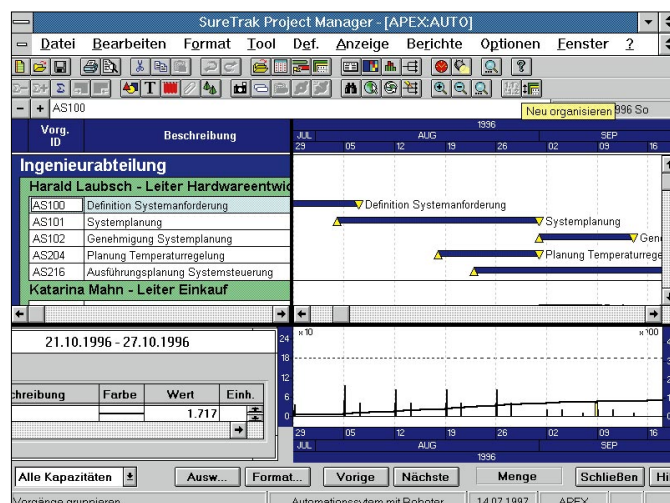 SureTrak Project Manager - [APEX:AUTO]
Datei Bearbeiten Format Tool Def. Anzeige Berichte Optionen Fenster ?
- + AS100 Neu organisieren 996 So
Vorg. ID Beschreibung 1996
JUL AUG SEP
29 05 12 19 26 02 09 16
Ingenieurabteilung
Harald Laubsch - Leiter Hardwareentwic
AS100 Definition Systemanforderung Definition Systemanforderung
AS101 Systemplanung Systemplanung
AS102 Genehmigung Systemplanung Gen
AS204 Planung Temperaturregelung Planung Temperaturrege
AS216 Ausführungsplanung Systemsteuerung
Katarina Mahn - Leiter Einkauf
21.10.1996 - 27.10.1996
24 x 10 x '00
18
12
6
0
chreibung Farbe Wert Einh.
1.717
29 05 12 19 26 02 09 16
JUL AUG SEP
1996
Alle Kapazitäten Ausw... Format... Vorige Nächste Menge Schließen Hi
Vorgänge gruppieren Automationssytem mit Roboter 14.07.1997 APEX